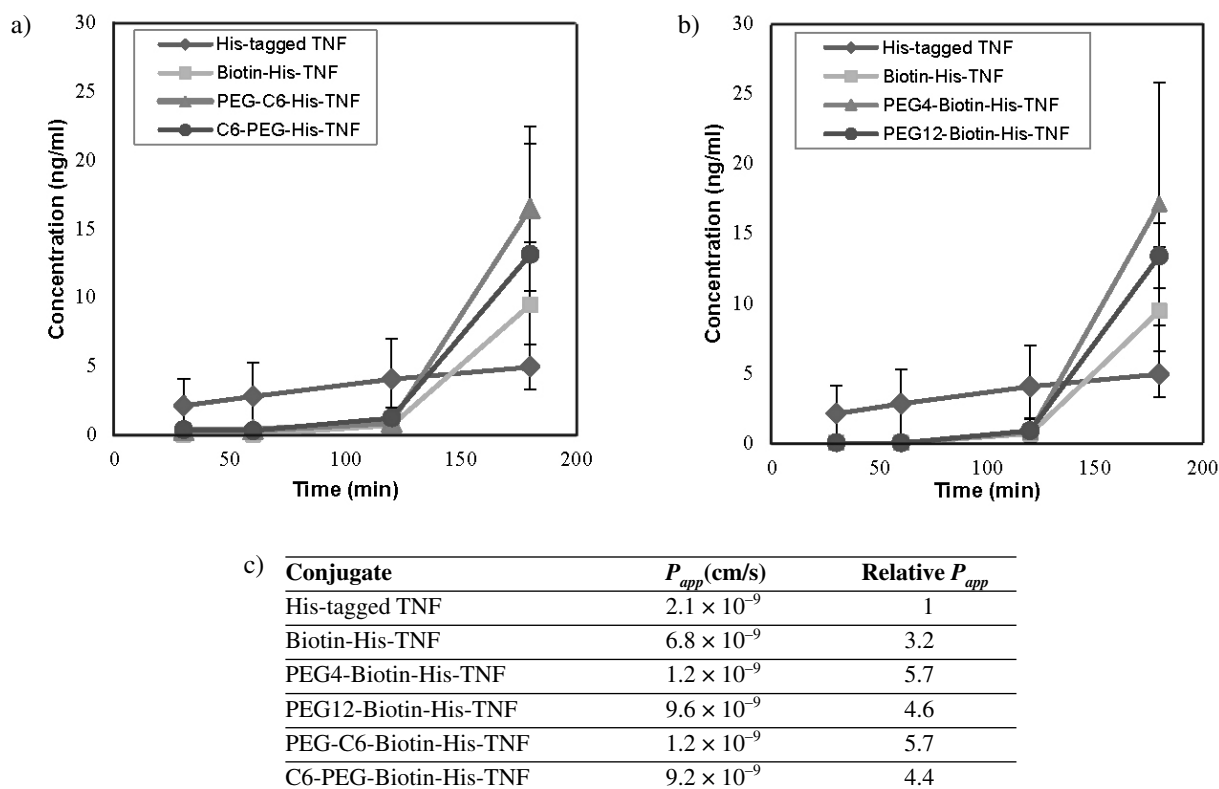 a)
30
25
20
15
10
5
0
Concentration (ng/ml)
His-tagged TNF
Biotin-His-TNF
PEG-C6-His-TNF
C6-PEG-His-TNF
0 50 100 150 200
Time (min)
b)
30
25
20
15
10
5
0
Concentration (ng/ml)
His-tagged TNF
Biotin-His-TNF
PEG4-Biotin-His-TNF
PEG12-Biotin-His-TNF
0 50 100 150 200
Time (min)
c)
Conjugate P_app(cm/s) Relative P_app
His-tagged TNF 2.1 × 10⁻⁹ 1
Biotin-His-TNF 6.8 × 10⁻⁹ 3.2
PEG4-Biotin-His-TNF 1.2 × 10⁻⁹ 5.7
PEG12-Biotin-His-TNF 9.6 × 10⁻⁹ 4.6
PEG-C6-Biotin-His-TNF 1.2 × 10⁻⁹ 5.7
C6-PEG-Biotin-His-TNF 9.2 × 10⁻⁹ 4.4